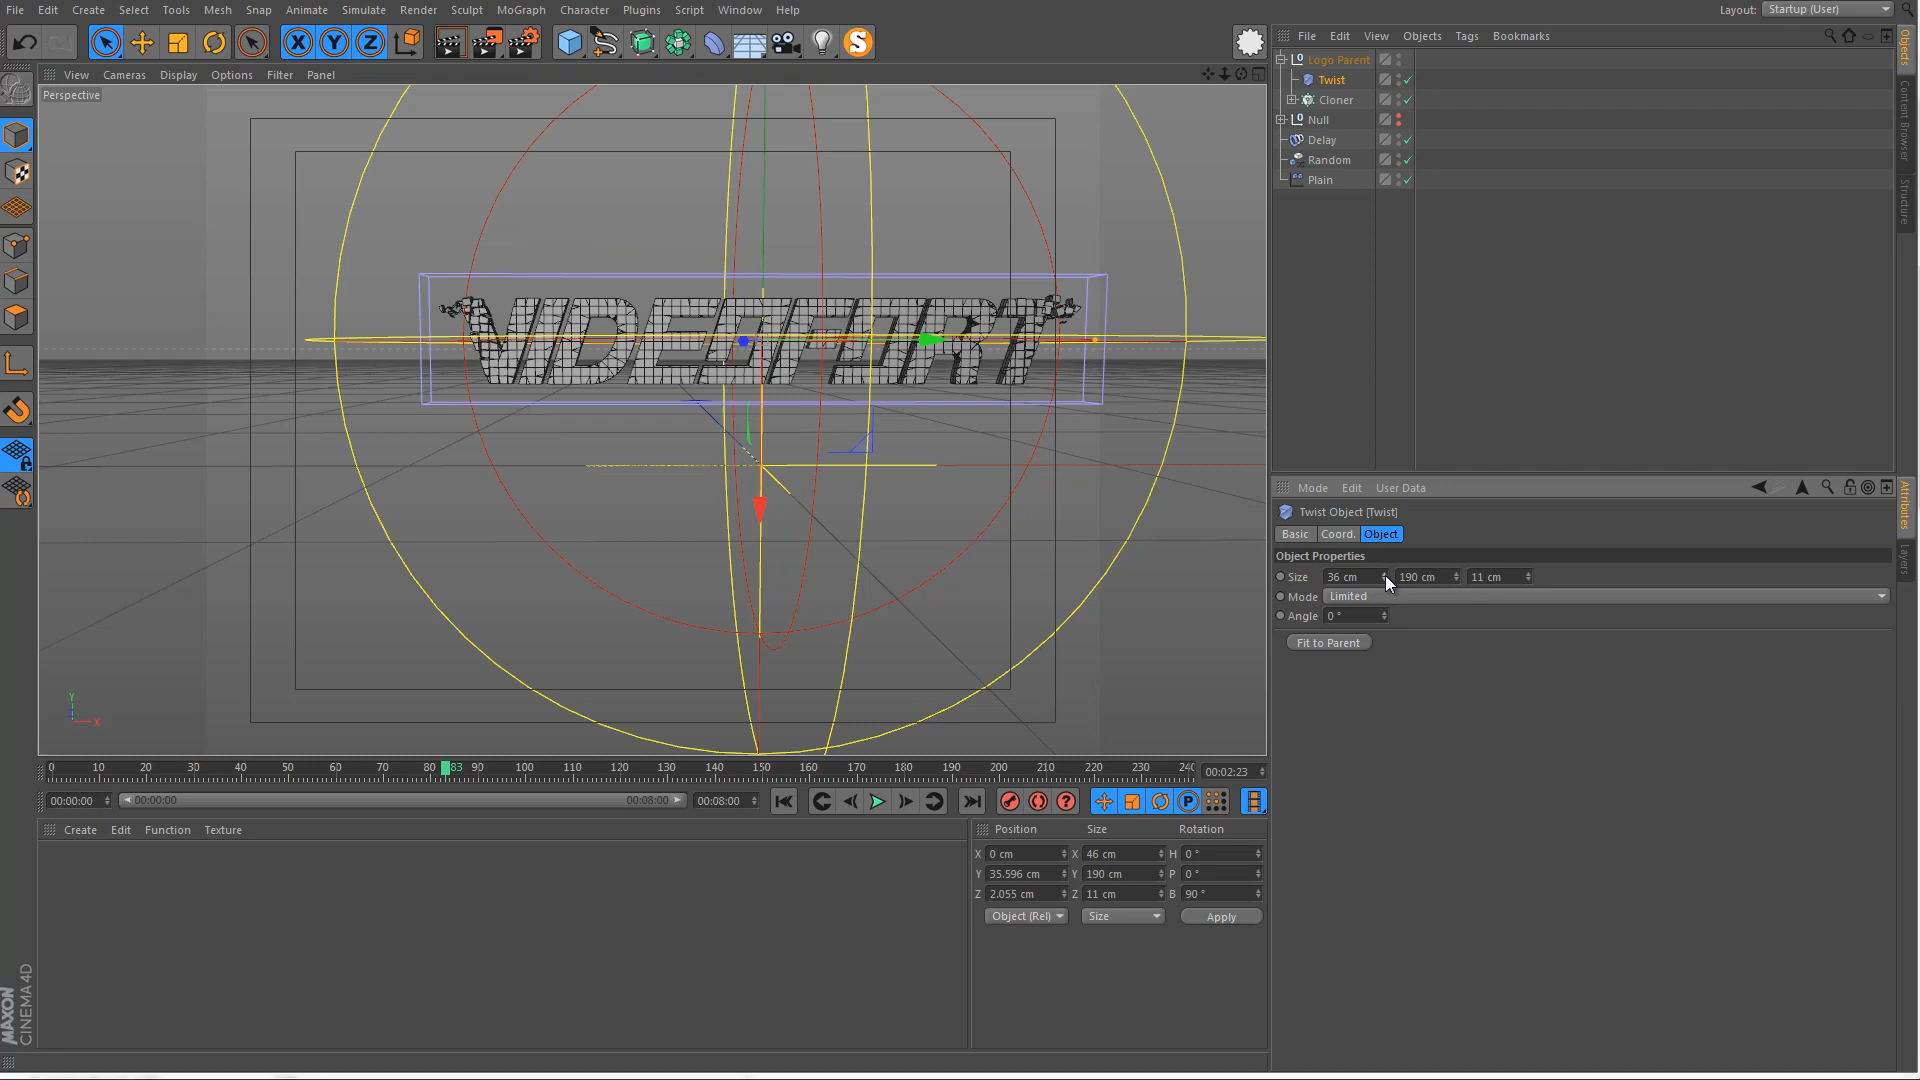 File Edit Create Select Tools Mesh Snap Animate Simulate Render Sculpt MoGraph Character Plugins Script Window Help
Layout: Startup (User)
X Y Z
S
File Edit View Objects Tags Bookmarks
Objects
Content Browser
Structure
Logo Parent
Twist
Cloner
Null
Delay
Random
Plain
View Cameras Display Options Filter Panel
Perspective
VIDEOFORT
Y
X
Mode Edit User Data
Attributes
Layers
Twist Object [Twist]
Basic Coord. Object
Object Properties
Size 36 cm 190 cm 11 cm
Mode Limited
Angle 0 °
Fit to Parent
0 10 20 30 40 50 60 70 80 83 90 100 110 120 130 140 150 160 170 180 190 200 210 220 230 240
00:02:23
00:00:00 00:00:00 00:08:00 00:08:00
P
Create Edit Function Texture
Position Size Rotation
X 0 cm X 46 cm H 0 °
Y 35.596 cm Y 190 cm P 0 °
Z 2.055 cm Z 11 cm B 90 °
Object (Rel) Size Apply
MAXON
CINEMA 4D